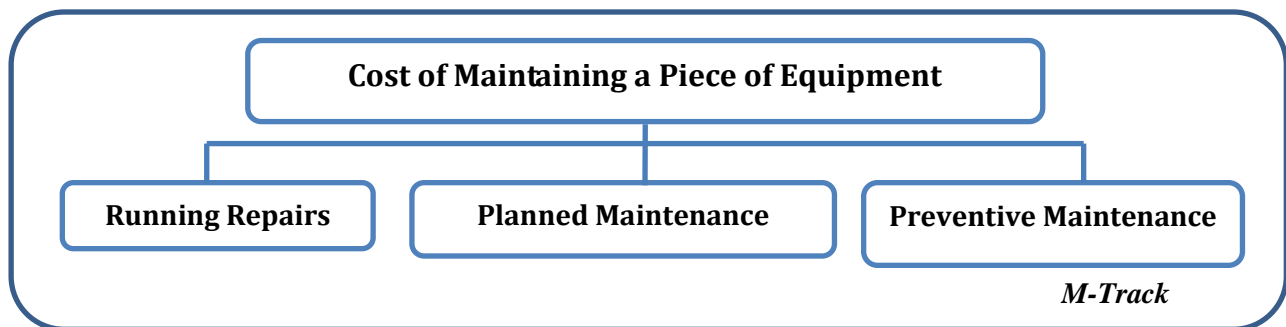 Cost of Maintaining a Piece of Equipment
Running Repairs
Planned Maintenance
Preventive Maintenance
M-Track